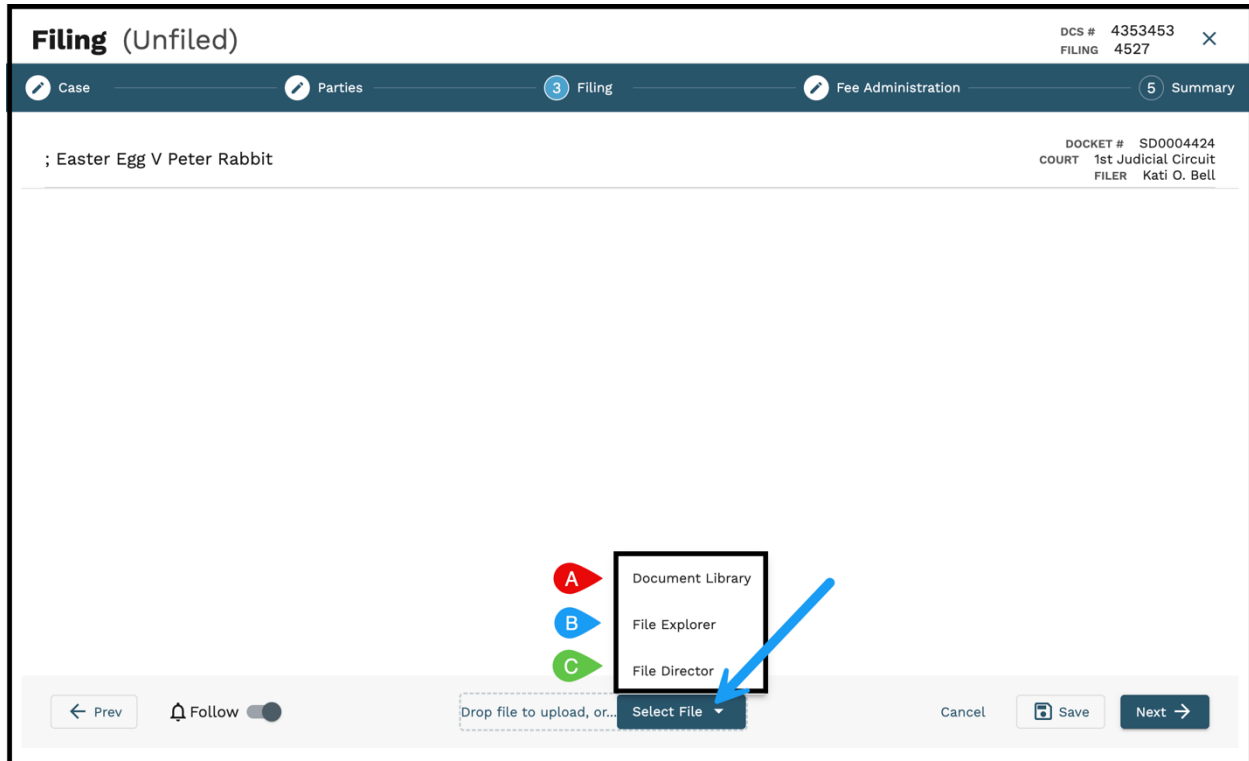 Filing (Unfiled)
DCS # 4353453
FILING 4527
Case
Parties
3 Filing
Fee Administration
5 Summary
; Easter Egg V Peter Rabbit
DOCKET # SD0004424
COURT 1st Judicial Circuit
FILER Kati O. Bell
A Document Library
B File Explorer
C File Director
Prev
Follow
Drop file to upload, or...
Select File
Cancel
Save
Next